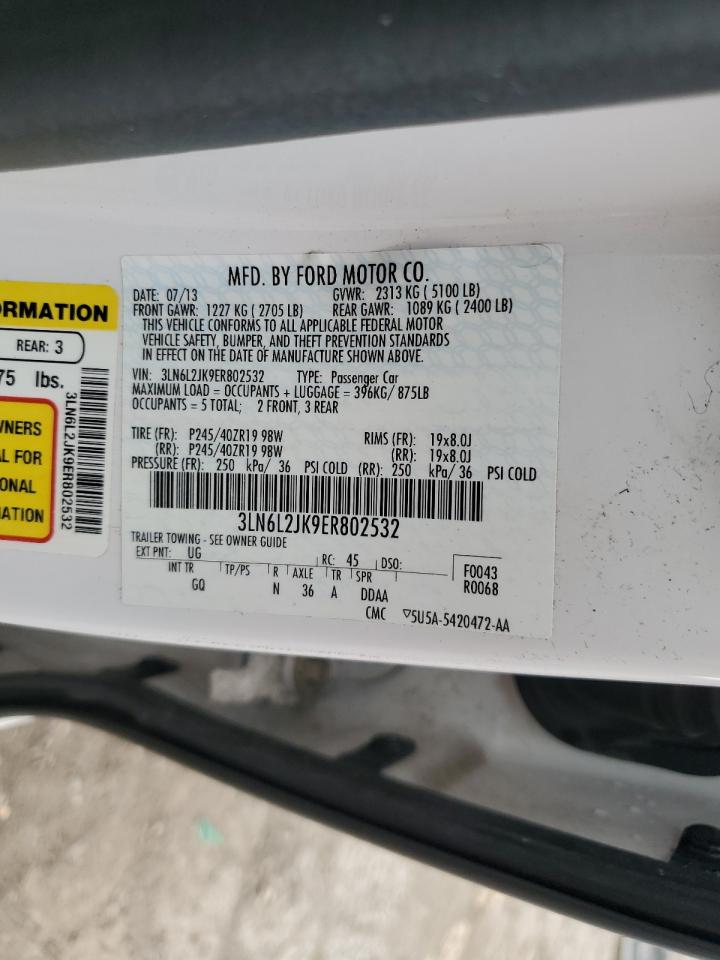 MFD. BY FORD MOTOR CO.
DATE: 07/13 GVWR: 2313 KG ( 5100 LB)
FRONT GAWR: 1227 KG ( 2705 LB) REAR GAWR: 1089 KG ( 2400 LB)
THIS VEHICLE CONFORMS TO ALL APPLICABLE FEDERAL MOTOR
VEHICLE SAFETY, BUMPER, AND THEFT PREVENTION STANDARDS
IN EFFECT ON THE DATE OF MANUFACTURE SHOWN ABOVE.
VIN: 3LN6L2JK9ER802532 TYPE: Passenger Car
MAXIMUM LOAD = OCCUPANTS + LUGGAGE = 396KG/ 875LB
OCCUPANTS = 5 TOTAL; 2 FRONT, 3 REAR
TIRE (FR): P245/40ZR19 98W RIMS (FR): 19x8.0J
(RR): P245/40ZR19 98W (RR): 19x8.0J
PRESSURE (FR): 250 kPa/ 36 PSI COLD (RR): 250 kPa/ 36 PSI COLD
3LN6L2JK9ER802532
TRAILER TOWING - SEE OWNER GUIDE
EXT PNT: UG RC: 45 DSO:
INT TR TP/PS R AXLE TR SPR F0043
GQ N 36 A DDAA R0068
CMC ▽5U5A-5420472-AA
ORMATION
REAR: 3
75 lbs.
WNERS
AL FOR
ONAL
MATION
3LN6L2JK9ER802532